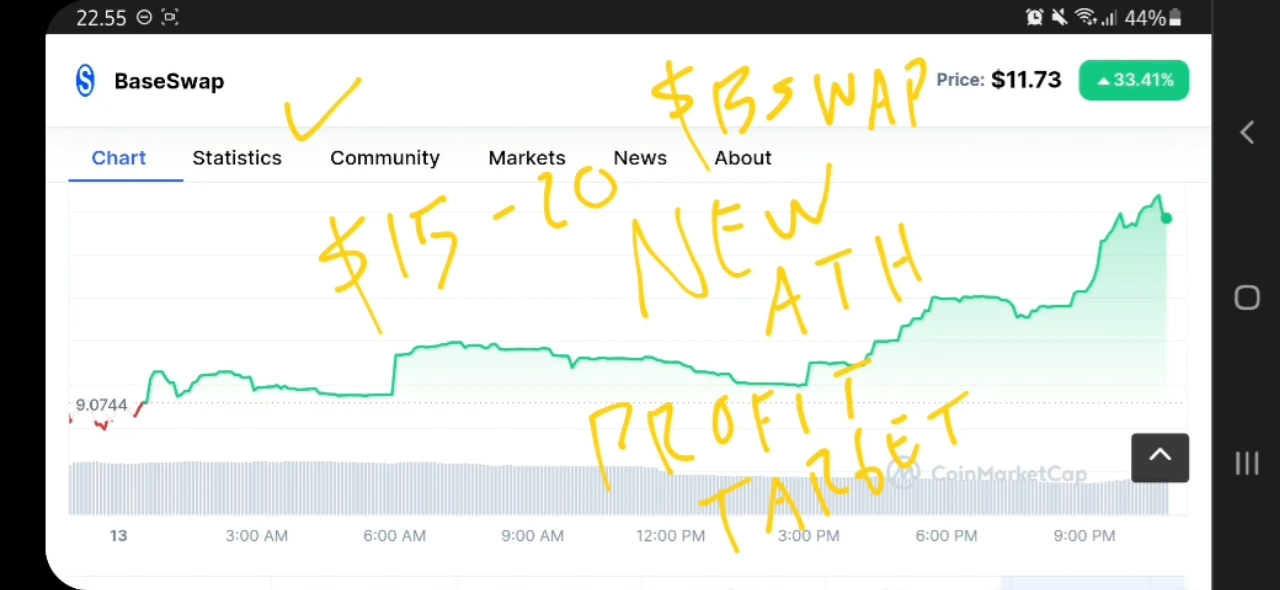 22.55 44%
BaseSwap Price: $11.73 33.41%
$BSWAP
Chart Statistics Community Markets News About
$15-20
NEW
ATH
9.0744
PROFIT
TARGET
CoinMarketCap
13 3:00 AM 6:00 AM 9:00 AM 12:00 PM 3:00 PM 6:00 PM 9:00 PM